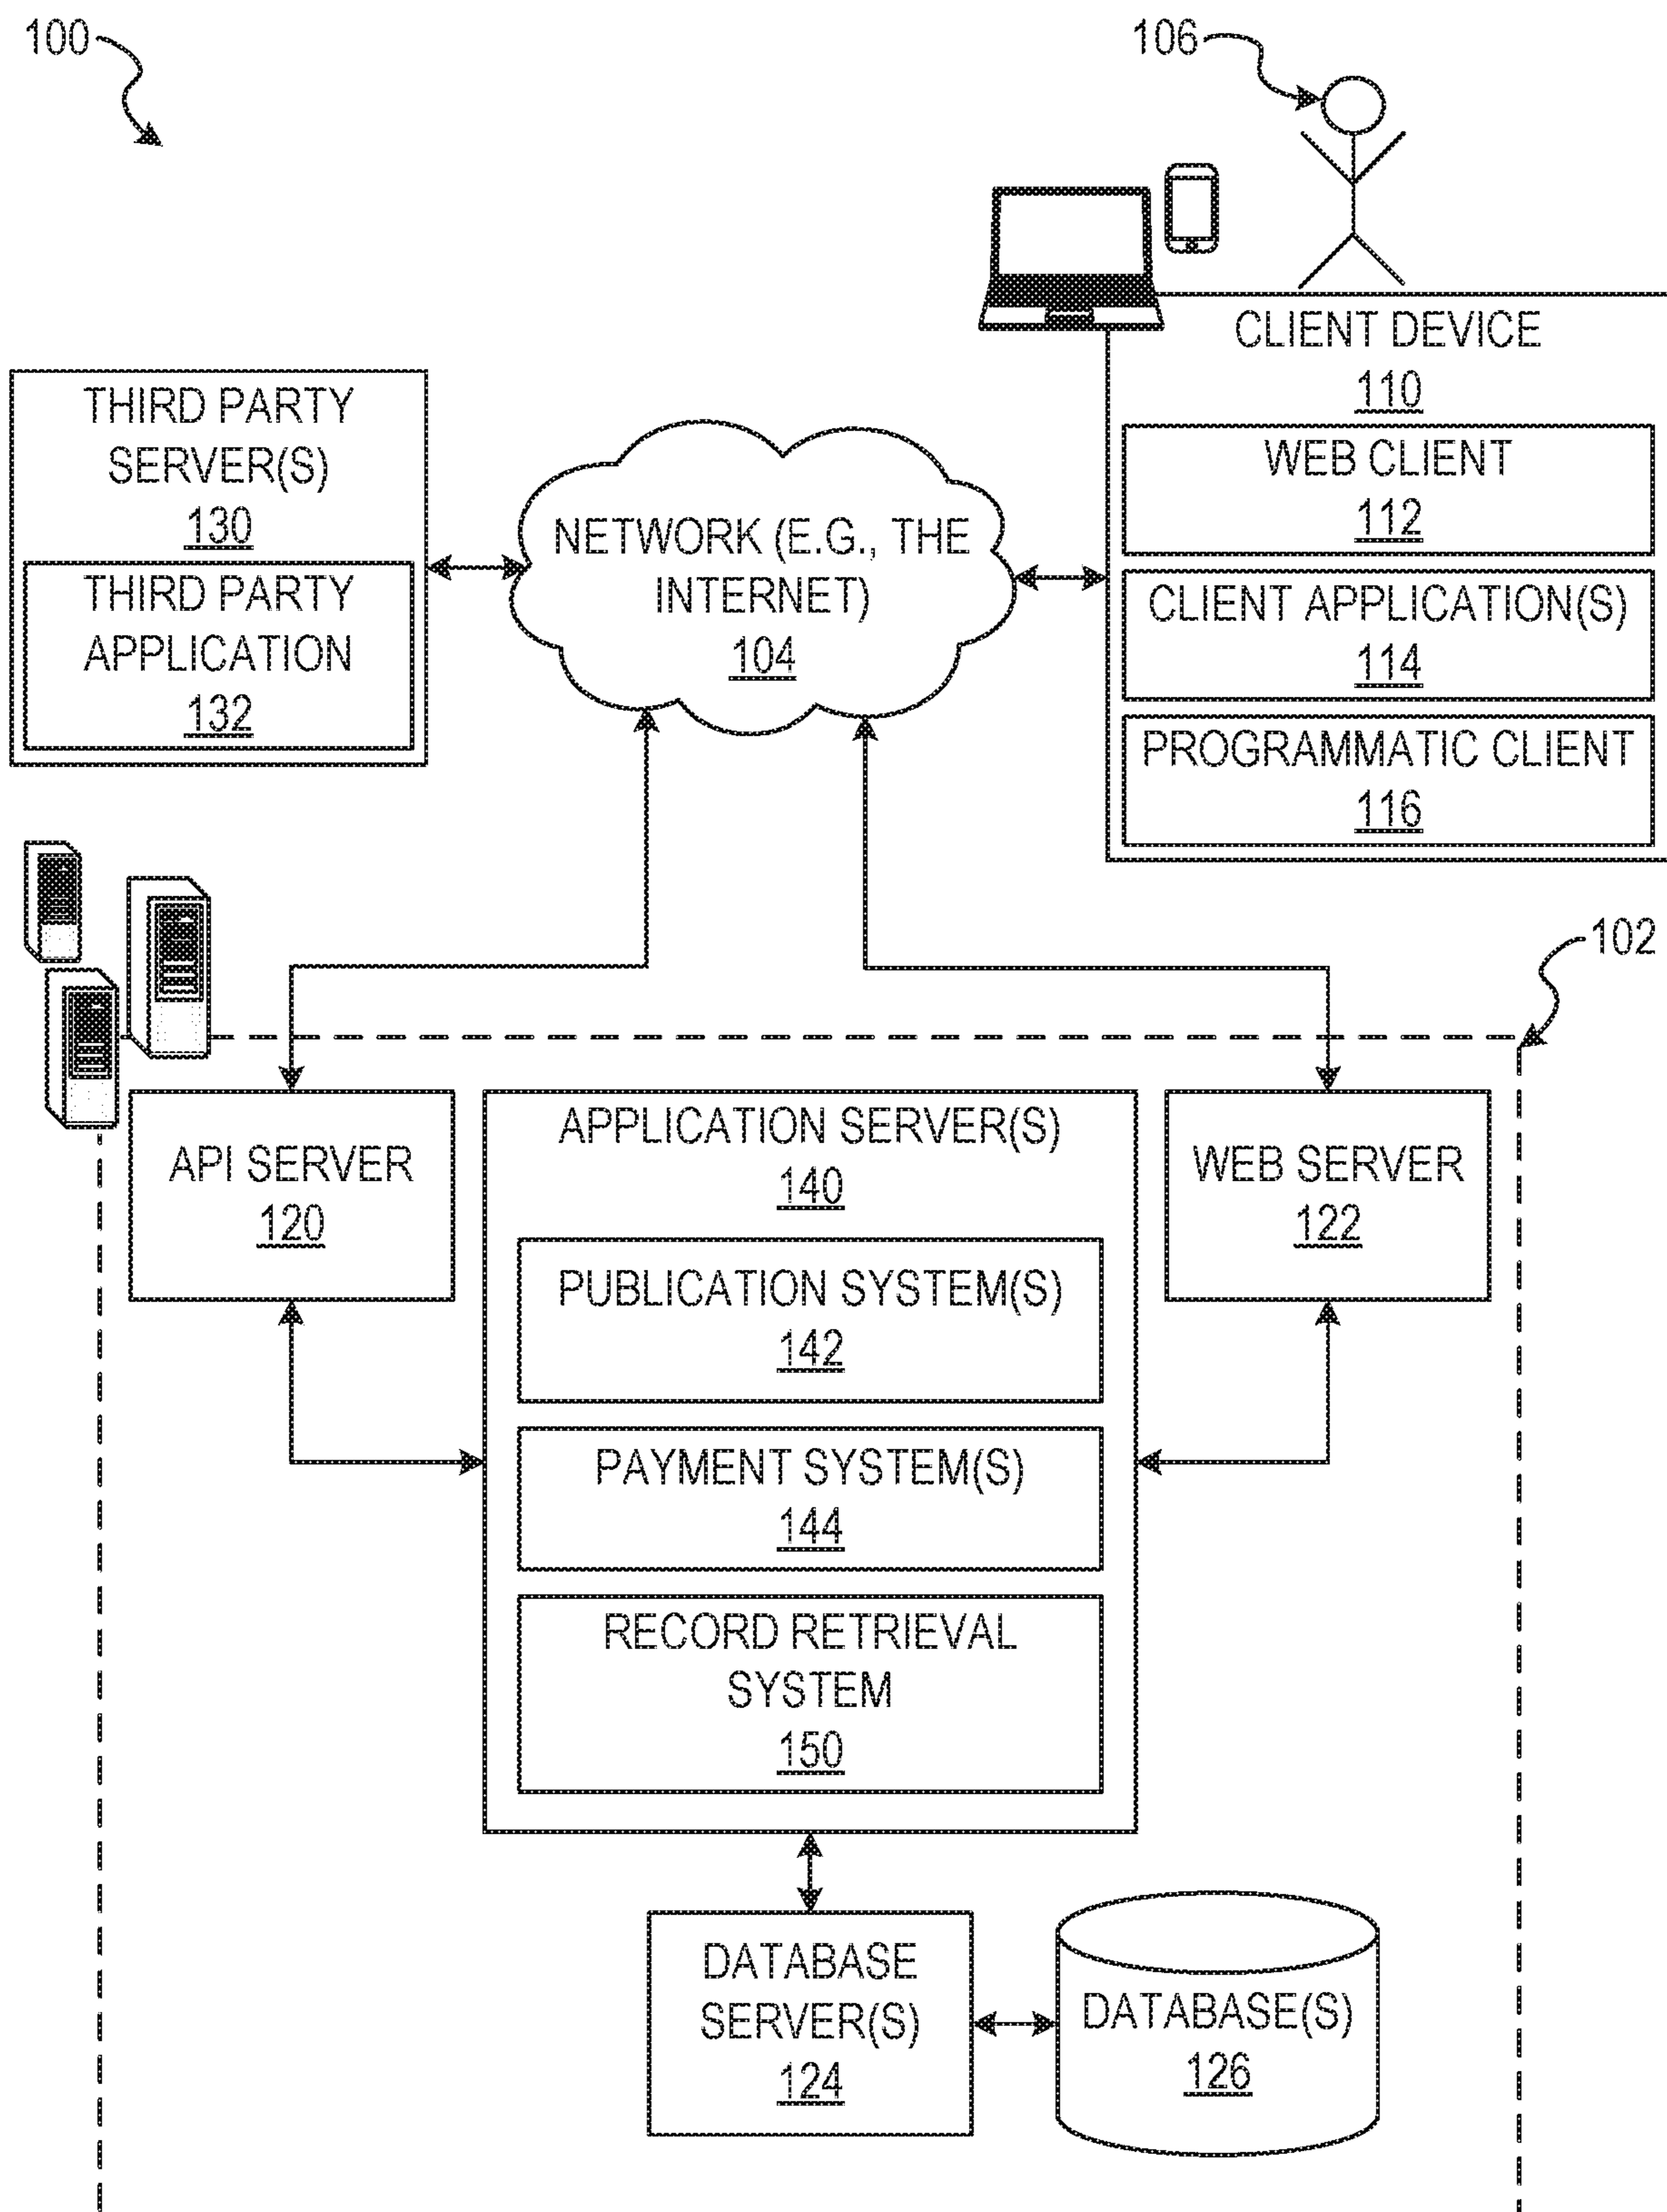 100
106
CLIENT DEVICE
110
WEB CLIENT
112
CLIENT APPLICATION(S)
114
PROGRAMMATIC CLIENT
116
THIRD PARTY
SERVER(S)
130
THIRD PARTY
APPLICATION
132
NETWORK (E.G., THE
INTERNET)
104
102
API SERVER
120
APPLICATION SERVER(S)
140
PUBLICATION SYSTEM(S)
142
PAYMENT SYSTEM(S)
144
RECORD RETRIEVAL
SYSTEM
150
WEB SERVER
122
DATABASE
SERVER(S)
124
DATABASE(S)
126